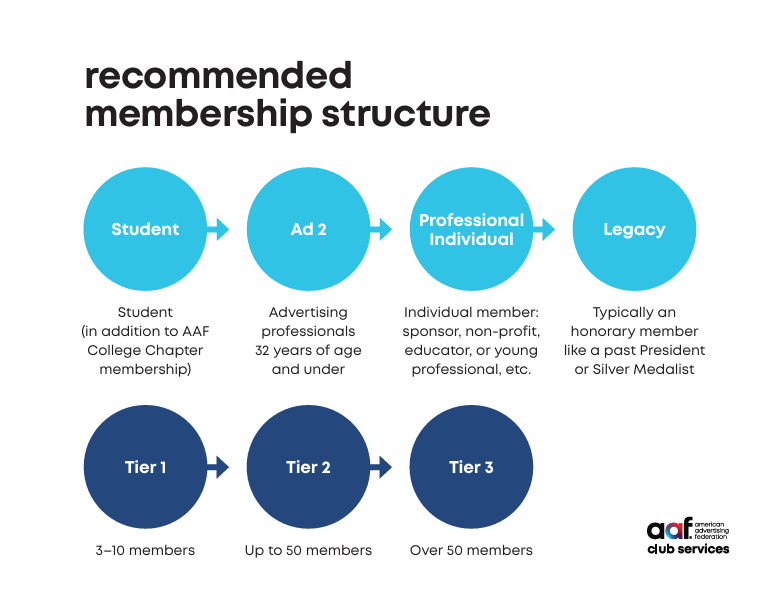 recommended
membership structure
Student
Ad 2
Professional
Individual
Legacy
Student
(in addition to AAF
College Chapter
membership)
Advertising
professionals
32 years of age
and under
Individual member:
sponsor, non-profit,
educator, or young
professional, etc.
Typically an
honorary member
like a past President
or Silver Medalist
Tier 1
Tier 2
Tier 3
3–10 members
Up to 50 members
Over 50 members
aaf.
american
advertising
federation
club services